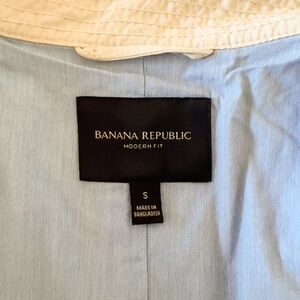 BANANA REPUBLIC
MODERN FIT
S
MADE IN
BANGLADESH